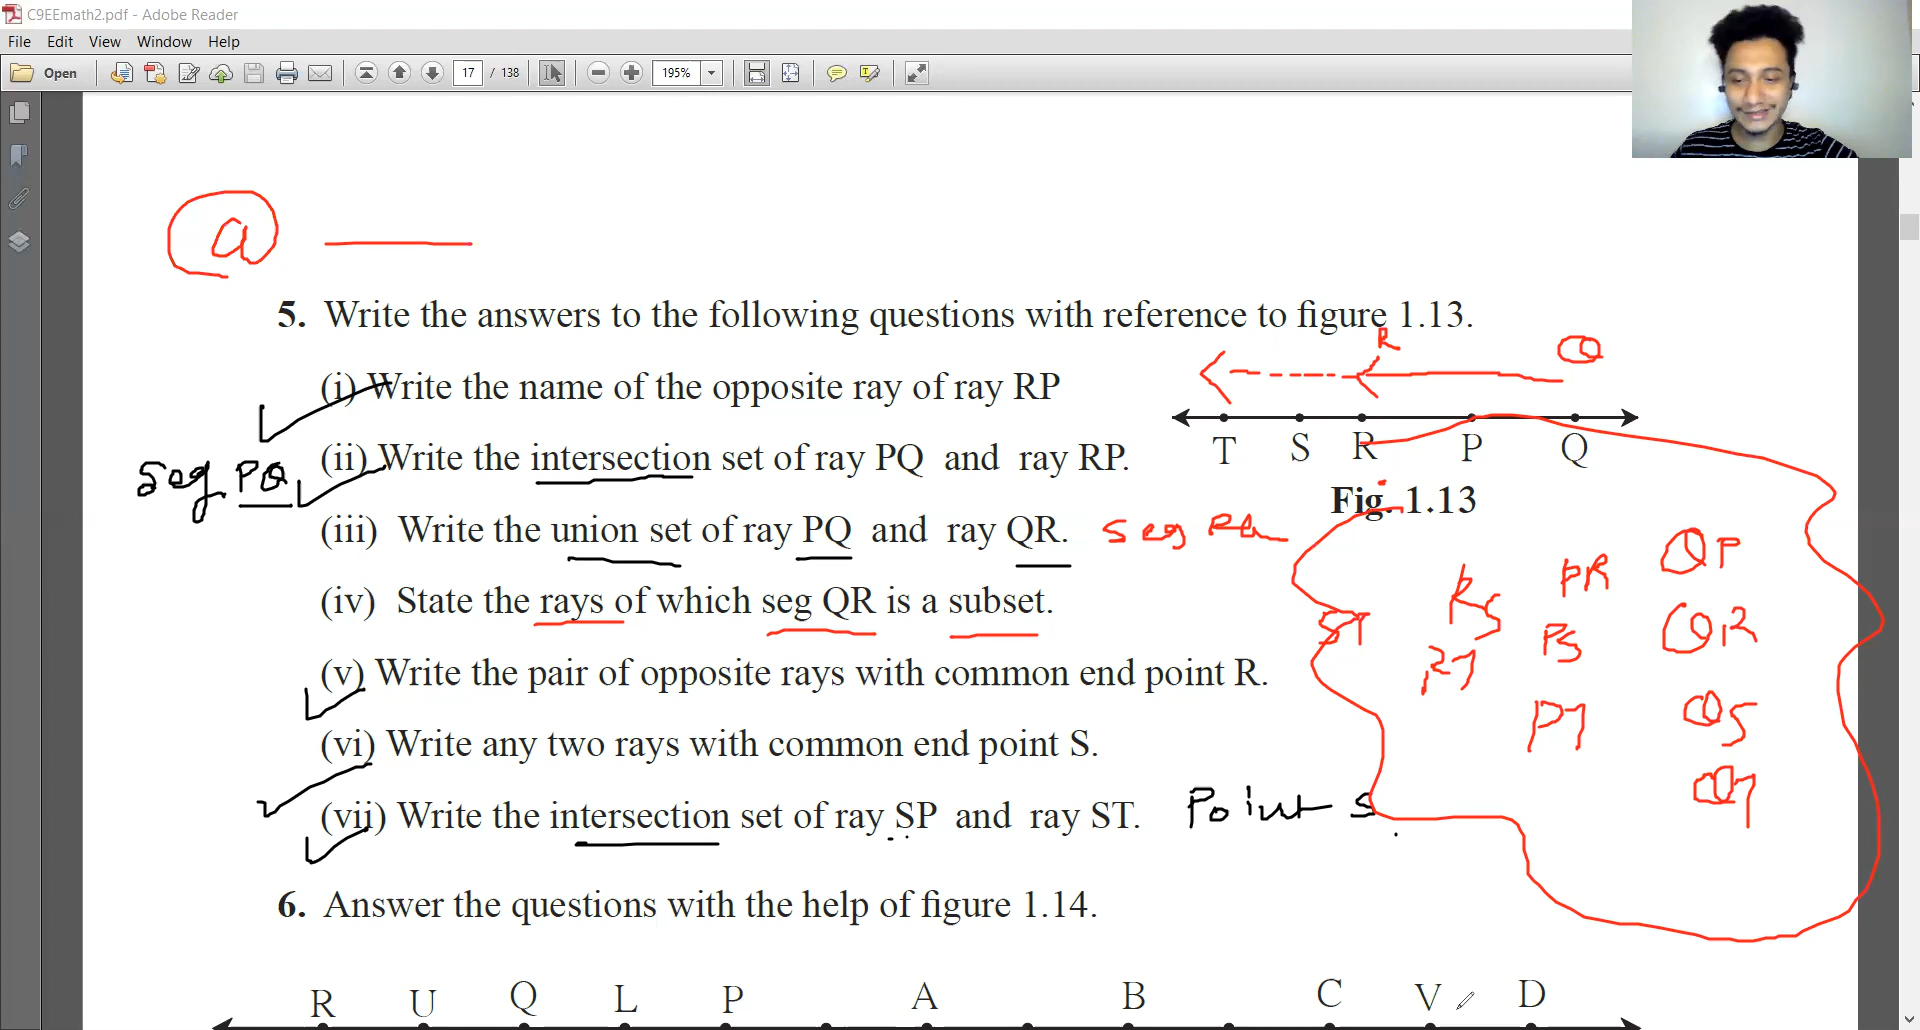 C9EEmath2.pdf - Adobe Reader
File Edit View Window Help
Open 17 / 138 195%
a
5. Write the answers to the following questions with reference to figure 1.13.
R Q
(i) Write the name of the opposite ray of ray RP
T S R P Q
(ii) Write the intersection set of ray PQ and ray RP.
Seg PQ
Fig. 1.13
(iii) Write the union set of ray PQ and ray QR.
Seg
QP
PR
RS
(iv) State the rays of which seg QR is a subset.
ST
QR
PS
RT
(v) Write the pair of opposite rays with common end point R.
QS
PT
(vi) Write any two rays with common end point S.
QT
(vii) Write the intersection set of ray SP and ray ST. Point S
6. Answer the questions with the help of figure 1.14.
R U Q L P A B C V D